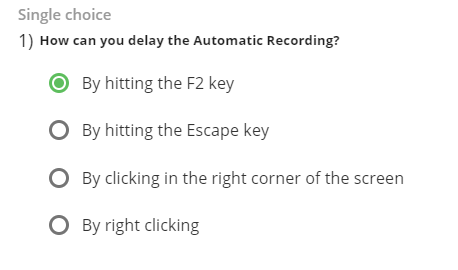 Single choice
1) How can you delay the Automatic Recording?
By hitting the F2 key
By hitting the Escape key
By clicking in the right corner of the screen
By right clicking